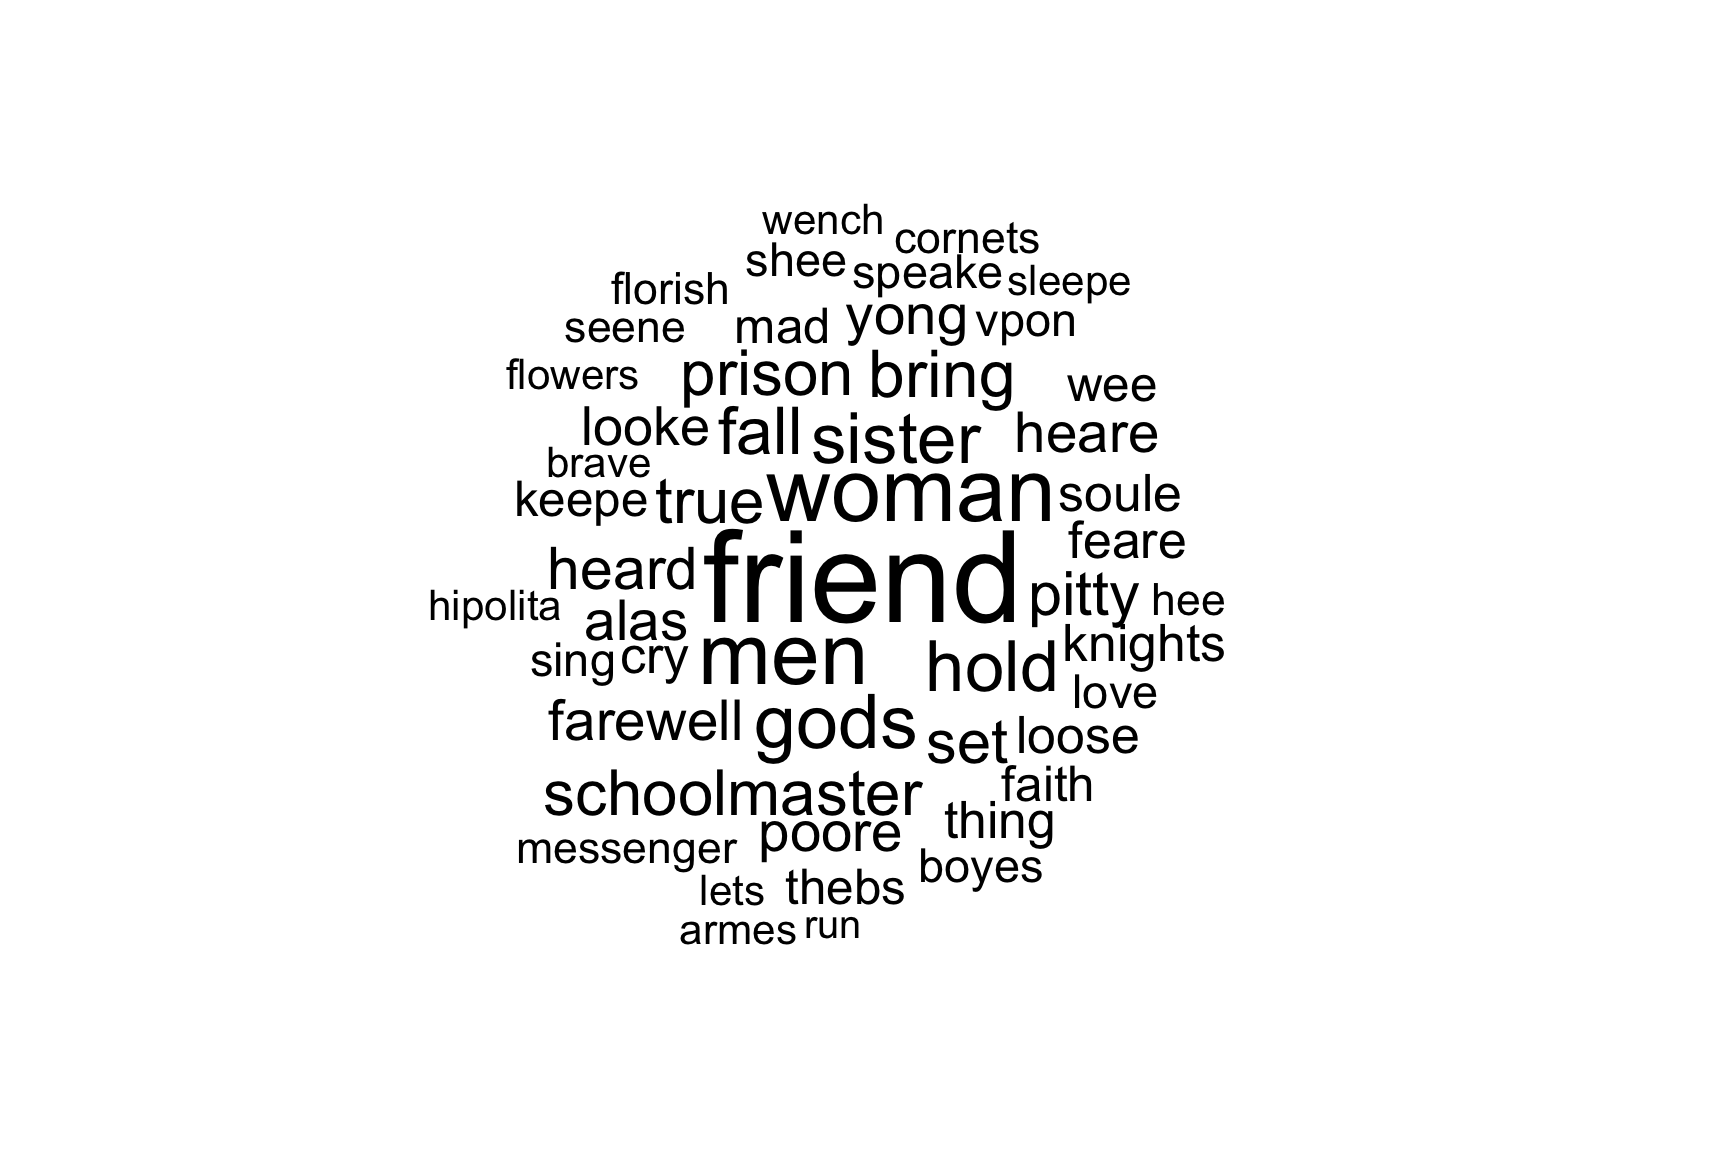 wench cornets
shee speake sleepe
florish
seene mad yong vpon
flowers prison bring wee
looke fall sister heare
brave
keepe true woman soule
feare
heard friend pitty hee
hipolita alas
sing cry men hold knights
love
farewell gods set loose
schoolmaster faith
messenger poore thing
lets thebs boyes
armes run